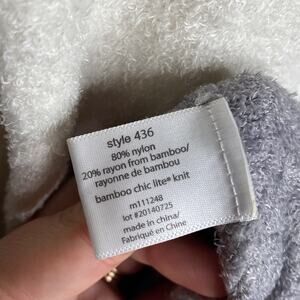 style 436
80% nylon
20% rayon from bamboo/
rayonne de bambou
bamboo chic lite® knit
m111248
lot #20140725
made in china/
Fabriqué en Chine